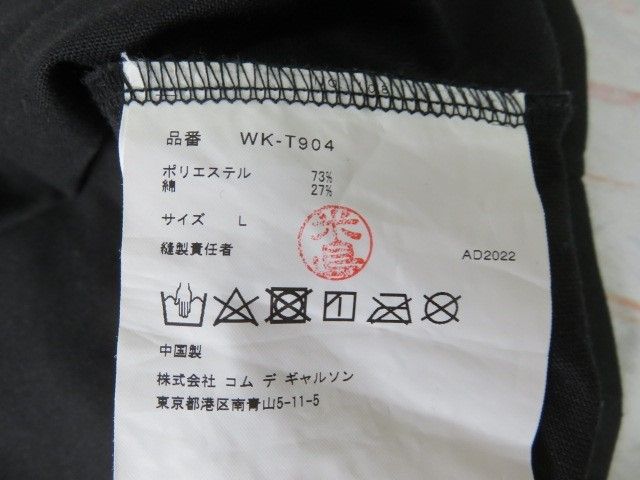 品番 WK-T904
ポリエステル 73%
綿 27%
サイズ L
縫製責任者
AD2022
中国製
株式会社 コム デ ギャルソン
東京都港区南青山5-11-5